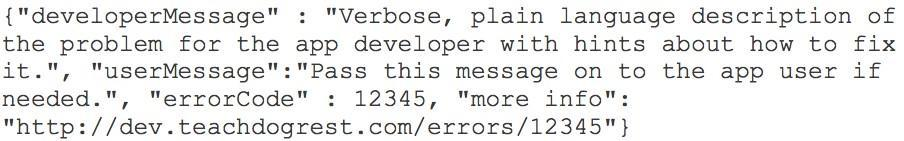 {"developerMessage" : "Verbose, plain language description of
the problem for the app developer with hints about how to fix
it.", "userMessage":"Pass this message on to the app user if
needed.", "errorCode" : 12345, "more info":
"http://dev.teachdogrest.com/errors/12345"}